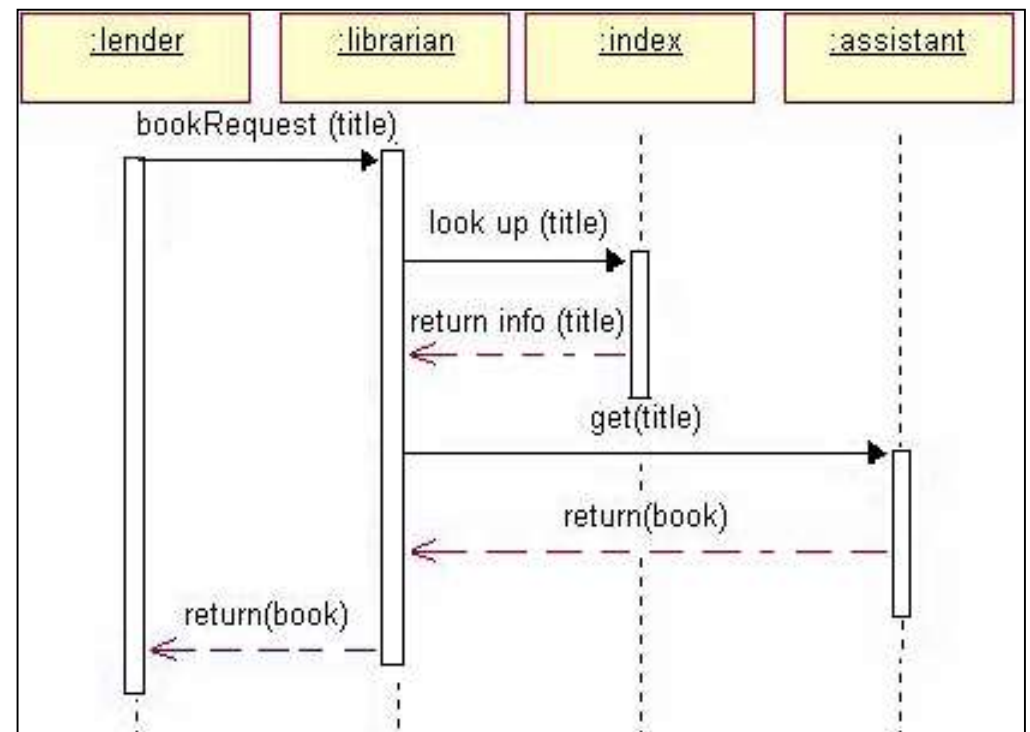 :lender
:librarian
:index
:assistant
bookRequest (title)
look up (title)
return info (title)
get(title)
return(book)
return(book)